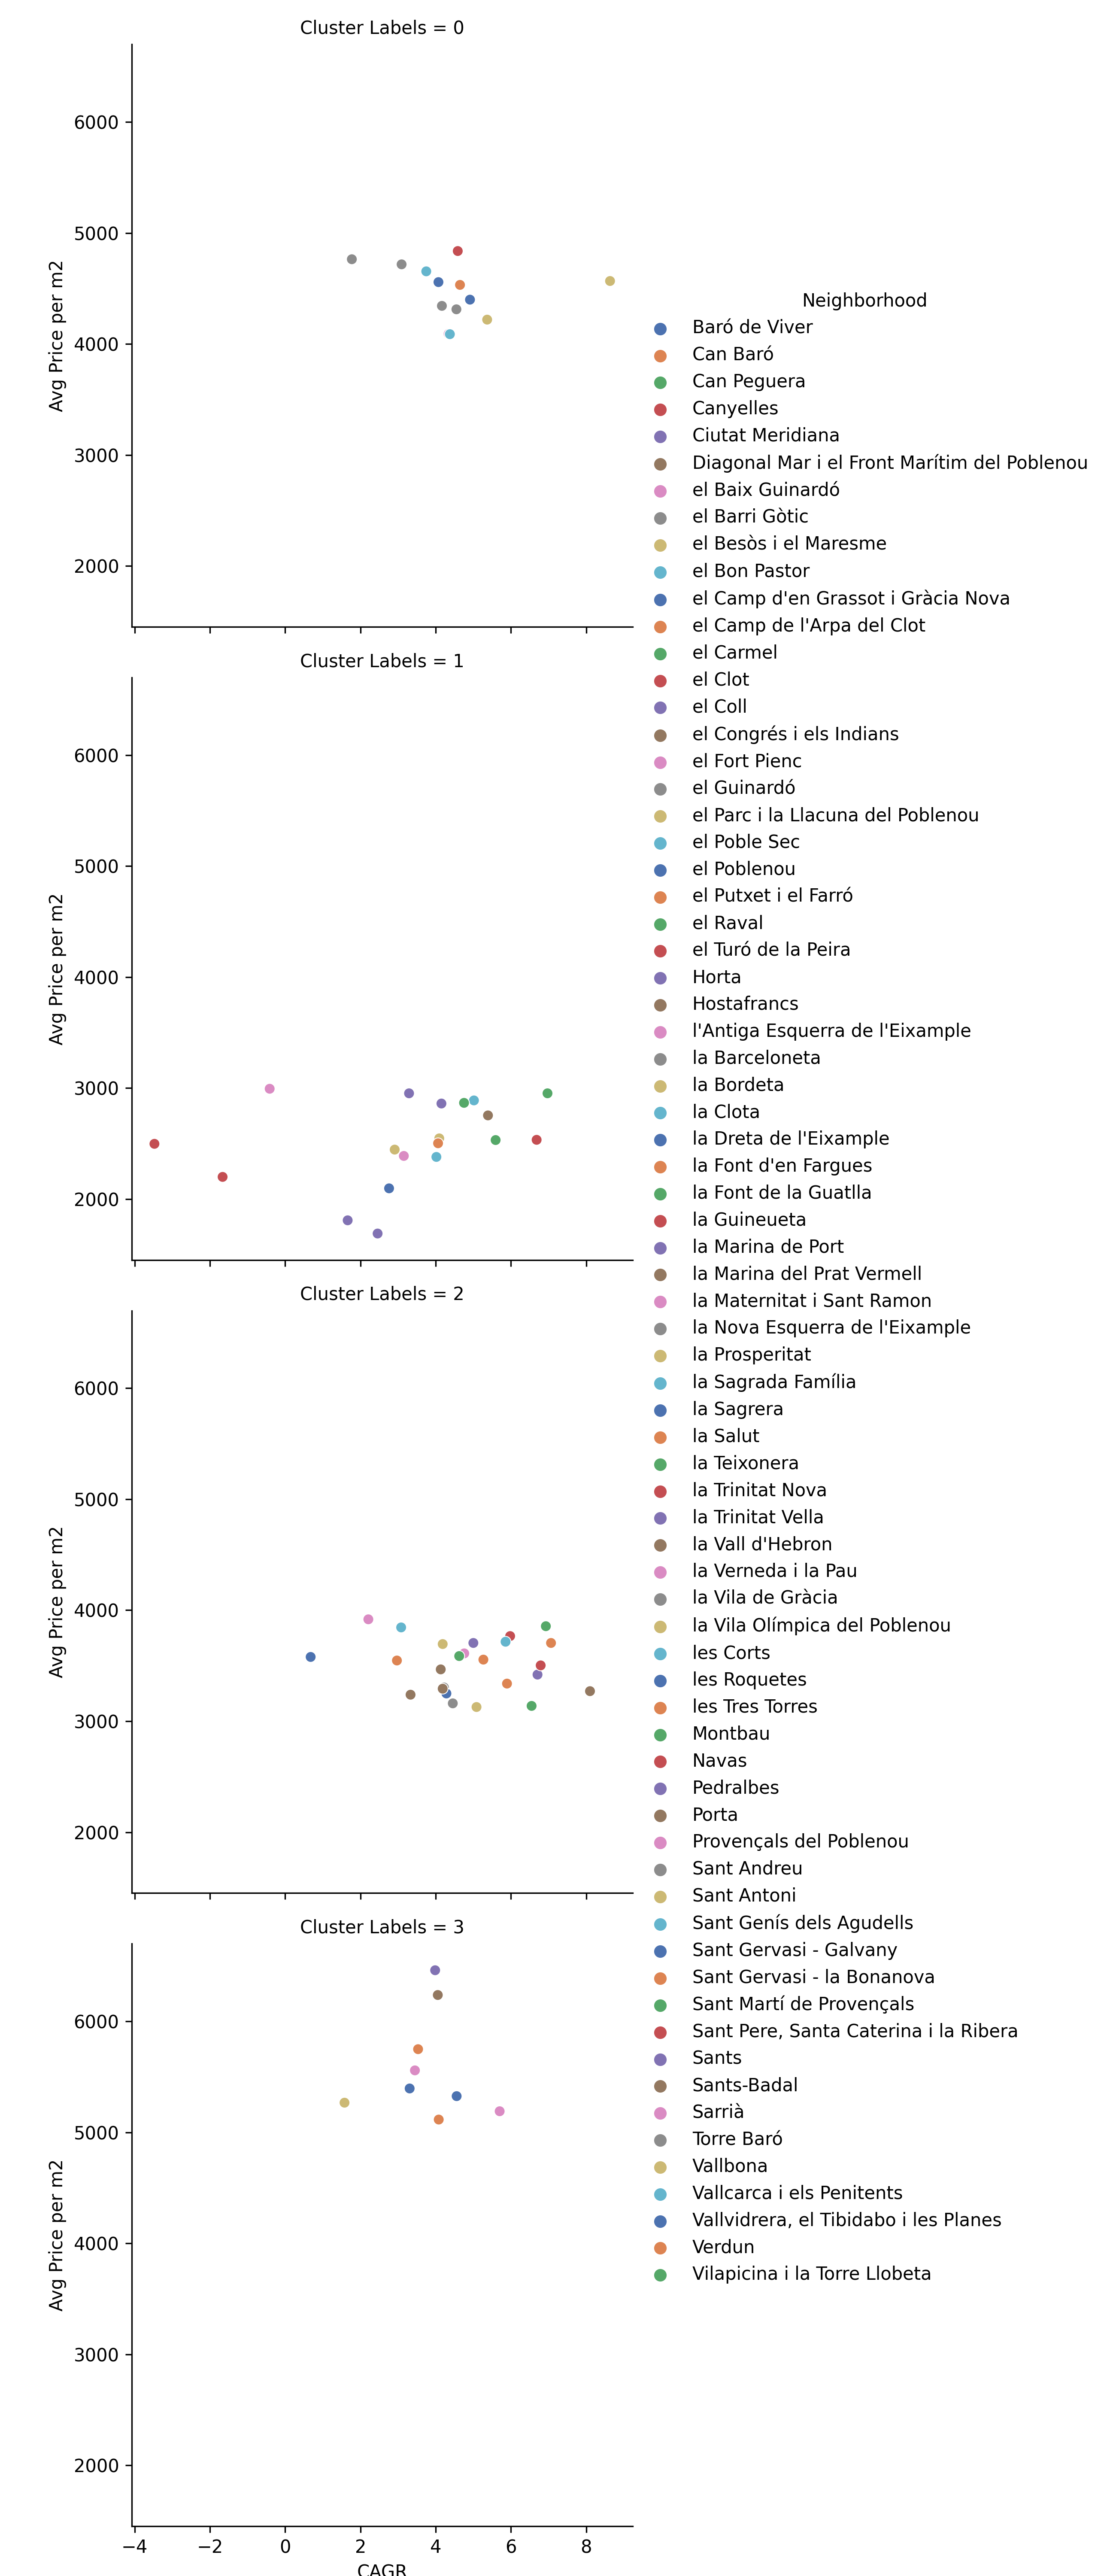 Cluster Labels = 0
Avg Price per m2
6000
5000
4000
3000
2000
Cluster Labels = 1
Avg Price per m2
6000
5000
4000
3000
2000
Cluster Labels = 2
Avg Price per m2
6000
5000
4000
3000
2000
Cluster Labels = 3
Avg Price per m2
6000
5000
4000
3000
2000
−4 −2 0 2 4 6 8
CAGR
Neighborhood
Baró de Viver
Can Baró
Can Peguera
Canyelles
Ciutat Meridiana
Diagonal Mar i el Front Marítim del Poblenou
el Baix Guinardó
el Barri Gòtic
el Besòs i el Maresme
el Bon Pastor
el Camp d'en Grassot i Gràcia Nova
el Camp de l'Arpa del Clot
el Carmel
el Clot
el Coll
el Congrés i els Indians
el Fort Pienc
el Guinardó
el Parc i la Llacuna del Poblenou
el Poble Sec
el Poblenou
el Putxet i el Farró
el Raval
el Turó de la Peira
Horta
Hostafrancs
l'Antiga Esquerra de l'Eixample
la Barceloneta
la Bordeta
la Clota
la Dreta de l'Eixample
la Font d'en Fargues
la Font de la Guatlla
la Guineueta
la Marina de Port
la Marina del Prat Vermell
la Maternitat i Sant Ramon
la Nova Esquerra de l'Eixample
la Prosperitat
la Sagrada Família
la Sagrera
la Salut
la Teixonera
la Trinitat Nova
la Trinitat Vella
la Vall d'Hebron
la Verneda i la Pau
la Vila de Gràcia
la Vila Olímpica del Poblenou
les Corts
les Roquetes
les Tres Torres
Montbau
Navas
Pedralbes
Porta
Provençals del Poblenou
Sant Andreu
Sant Antoni
Sant Genís dels Agudells
Sant Gervasi - Galvany
Sant Gervasi - la Bonanova
Sant Martí de Provençals
Sant Pere, Santa Caterina i la Ribera
Sants
Sants-Badal
Sarrià
Torre Baró
Vallbona
Vallcarca i els Penitents
Vallvidrera, el Tibidabo i les Planes
Verdun
Vilapicina i la Torre Llobeta